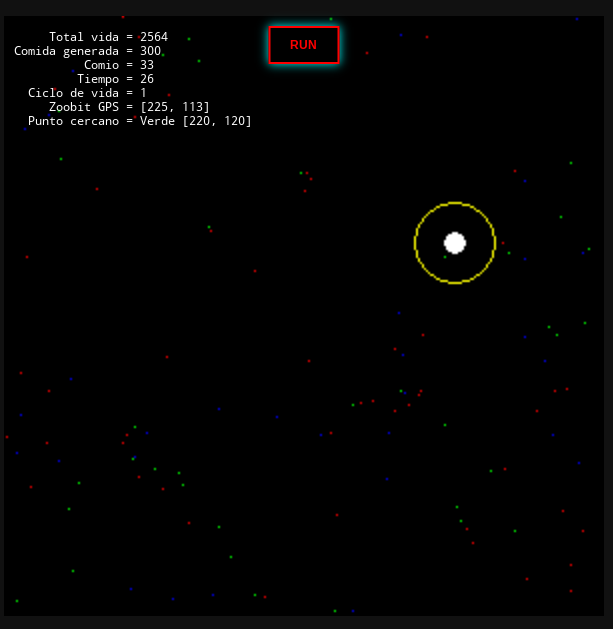 Total vida = 2564
RUN
Comida generada = 300
Comio = 33
Tiempo = 26
Ciclo de vida = 1
Zoobit GPS = [225, 113]
Punto cercano = Verde [220, 120]